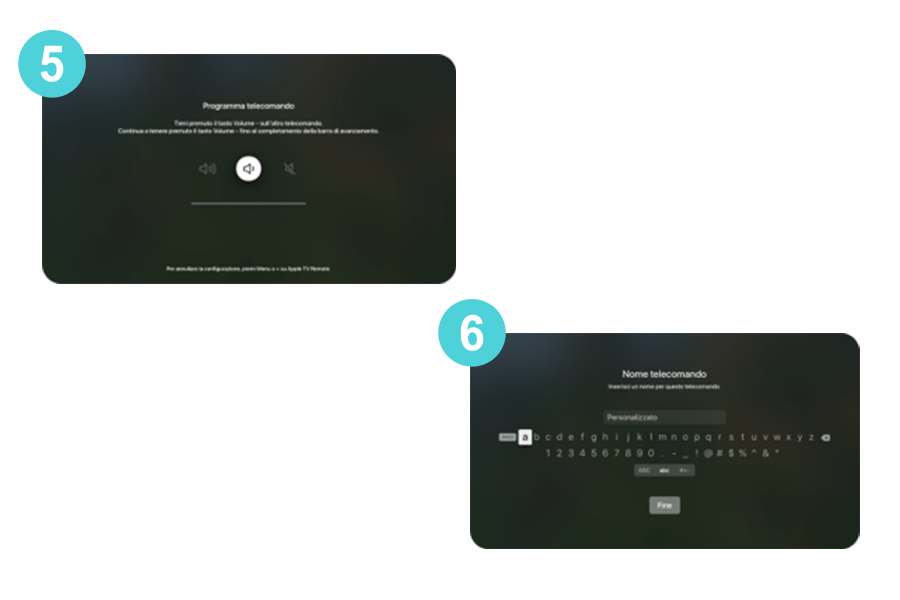 5
Programma telecomando
Tieni premuto il tasto Volume - sull'altro telecomando.
Continua a tenere premuto il tasto Volume - fino al completamento della barra di avanzamento.
Per annullare la configurazione, premi Menu o < su Apple TV Remote.
6
Nome telecomando
Inserisci un nome per questo telecomando.
Personalizzato
a b c d e f g h i j k l m n o p q r s t u v w x y z
1 2 3 4 5 6 7 8 9 0 . - _ ! @ # $ % ^ & *
ABC abc #+-
Fine